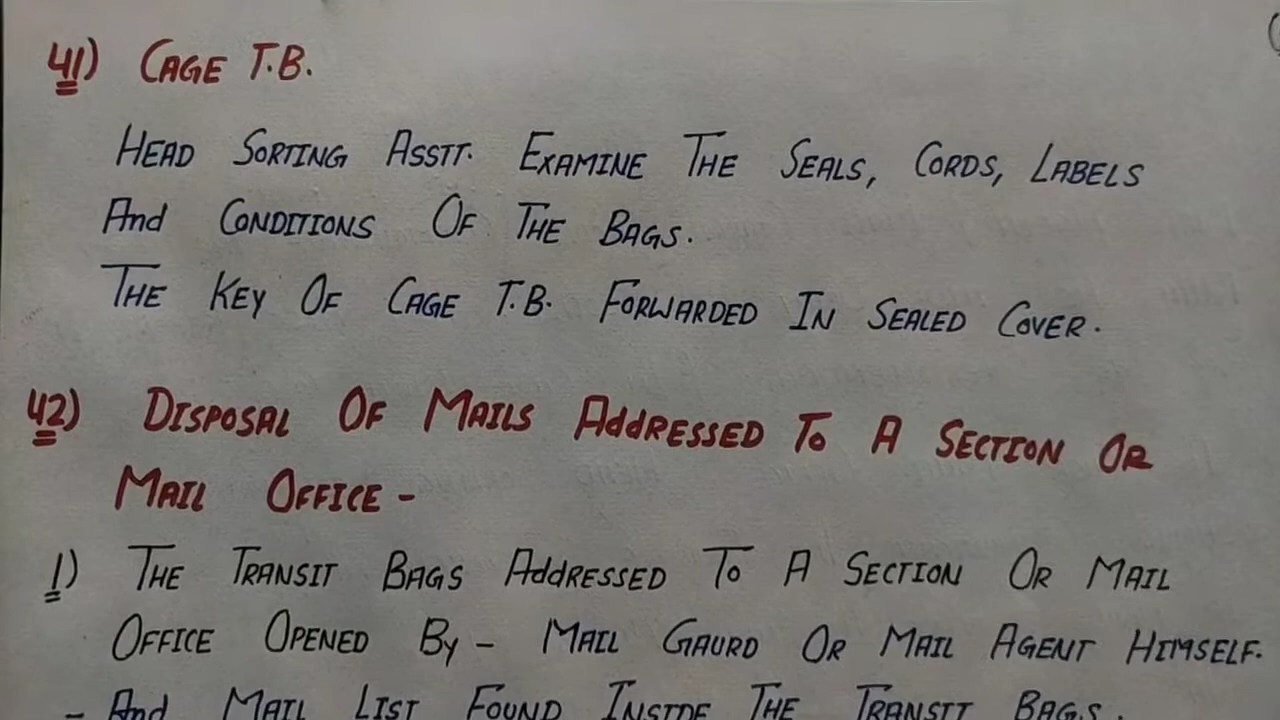 41) CAGE T.B.
HEAD SORTING ASSTT. EXAMINE THE SEALS, CORDS, LABELS
And CONDITIONS OF THE BAGS.
THE KEY OF CAGE T.B. FORWARDED IN SEALED COVER.
42) DISPOSAL OF MAILS AddRESSED TO A SECTION OR
MAIL OFFICE -
1) THE TRANSIT BAGS AddRESSED TO A SECTION OR MAIL
OFFICE OPENED By - MAIL GAURD OR MAIL AGENT HIMSELF.
- And MAIL LIST FOUND INSIDE THE TRANSIT BAGS.